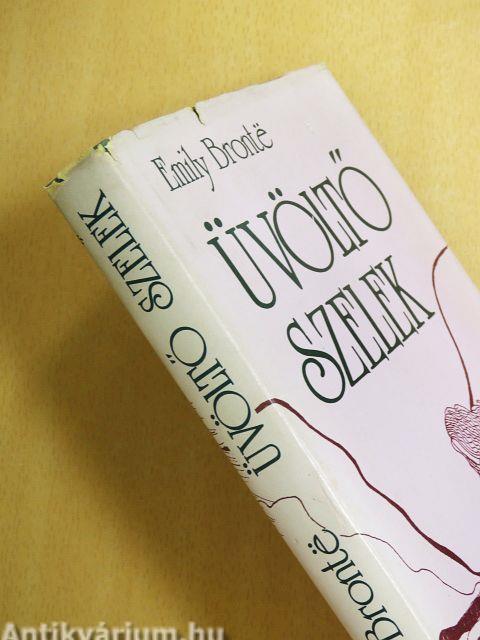 Emily Brontë
ÜVÖLTŐ
SZELEK
Brontë ÜVÖLTŐ SZELEK
Antikvárium.hu